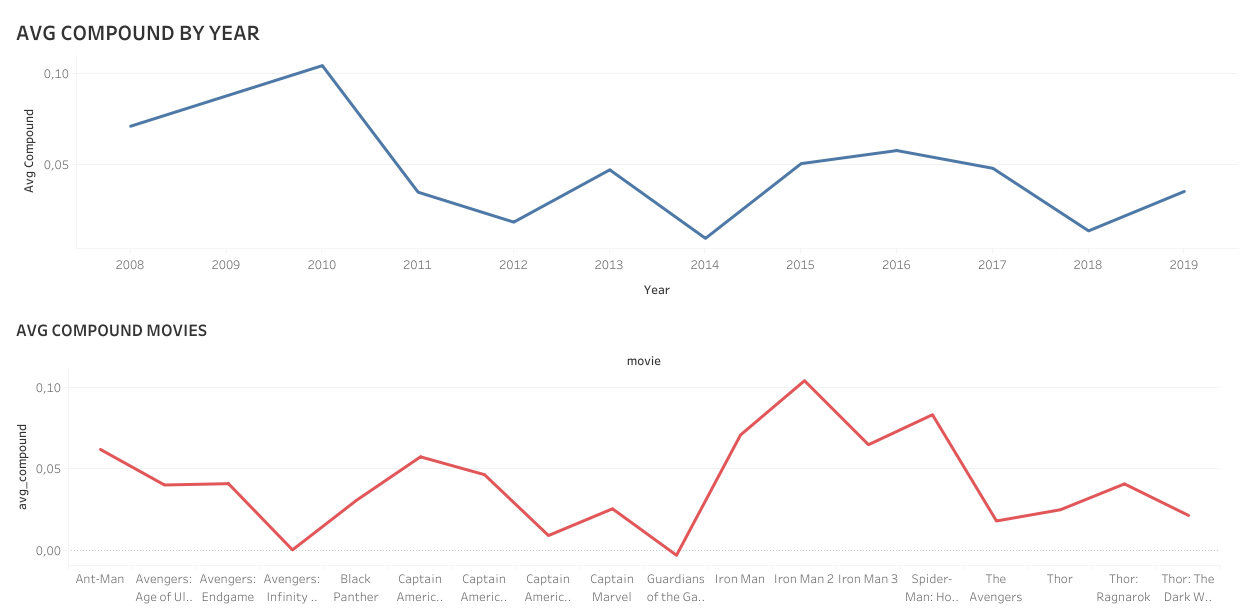 AVG COMPOUND BY YEAR
0,10
0,05
Avg Compound
2008 2009 2010 2011 2012 2013 2014 2015 2016 2017 2018 2019
Year
AVG COMPOUND MOVIES
movie
0,10
0,05
0,00
avg_compound
Ant-Man Avengers: Avengers: Avengers: Black Captain Captain Captain Captain Guardians Iron Man Iron Man 2 Iron Man 3 Spider- The Thor Thor: Thor: The
Age of Ul.. Endgame Infinity .. Panther Americ.. Americ.. Americ.. Marvel of the Ga.. Man: Ho.. Avengers Ragnarok Dark W..